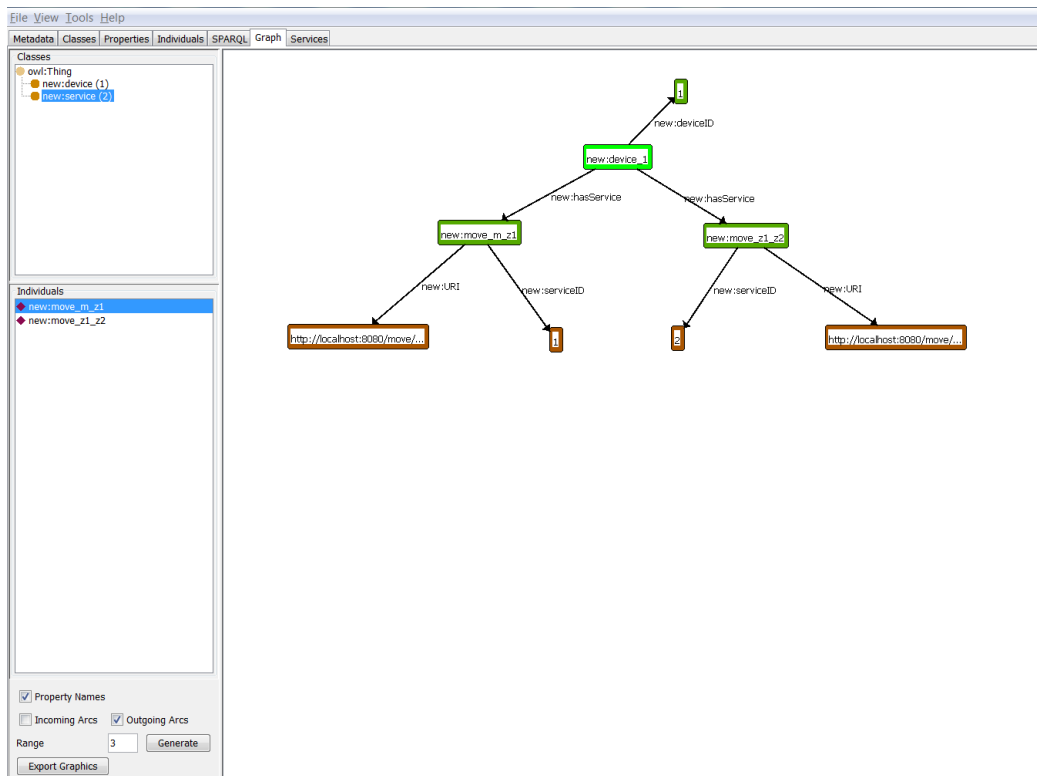 File View Tools Help
Metadata Classes Properties Individuals SPARQL Graph Services
Classes
owl:Thing
new:device (1)
new:service (2)
Individuals
new:move_m_z1
new:move_z1_z2
Property Names
Incoming Arcs Outgoing Arcs
Range 3 Generate
Export Graphics
1
new:deviceID
new:device_1
new:hasService new:hasService
new:move_m_z1 new:move_z1_z2
new:URI new:serviceID new:serviceID new:URI
http://localhost:8080/move/... 1 2 http://localhost:8080/move/...